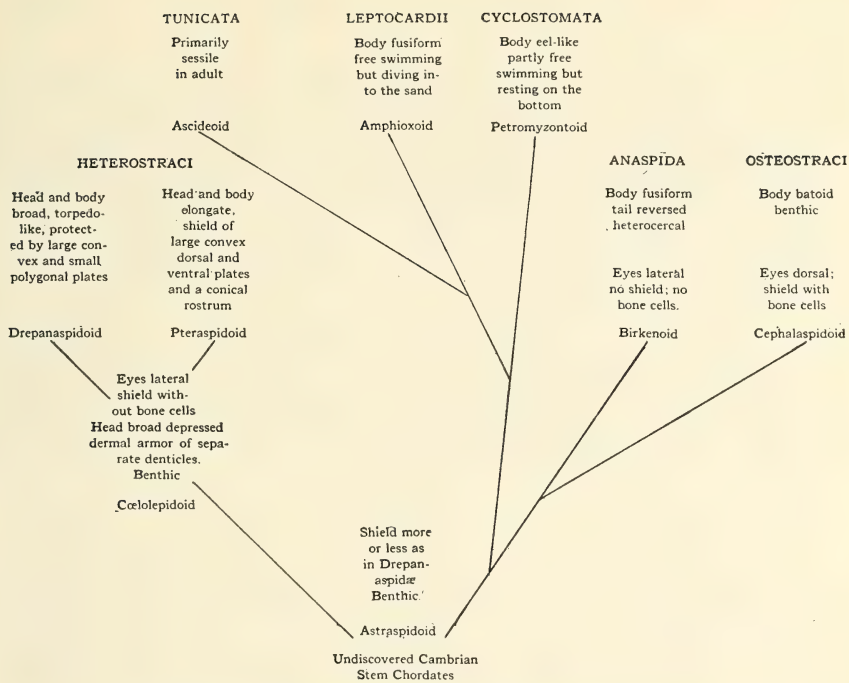 TUNICATA
Primarily
sessile
in adult
Ascideoid
LEPTOCARDII
Body fusiform
free swimming
but diving in-
to the sand
Amphioxoid
CYCLOSTOMATA
Body eel-like
partly free
swimming but
resting on the
bottom
Petromyzontoid
HETEROSTRACI
Head and body
broad, torpedo-
like, protect-
ed by large con-
vex and small
polygonal plates
Drepanaspidoid
Head and body
elongate,
shield of
large convex
dorsal and
ventral plates
and a conical
rostrum
Pteraspidoid
ANASPIDA
Body fusiform
tail reversed
heterocercal
Eyes lateral
no shield; no
bone cells.
Birkenoid
OSTEOSTRACI
Body batoid
benthic
Eyes dorsal;
shield with
bone cells
Cephalaspidoid
Eyes lateral
shield with-
out bone cells
Head broad depressed
dermal armor of sepa-
rate denticles.
Benthic
Cœlolepidoid
Shield more
or less as
in Drepan-
aspidæ
Benthic.
Astraspidoid
Undiscovered Cambrian
Stem Chordates